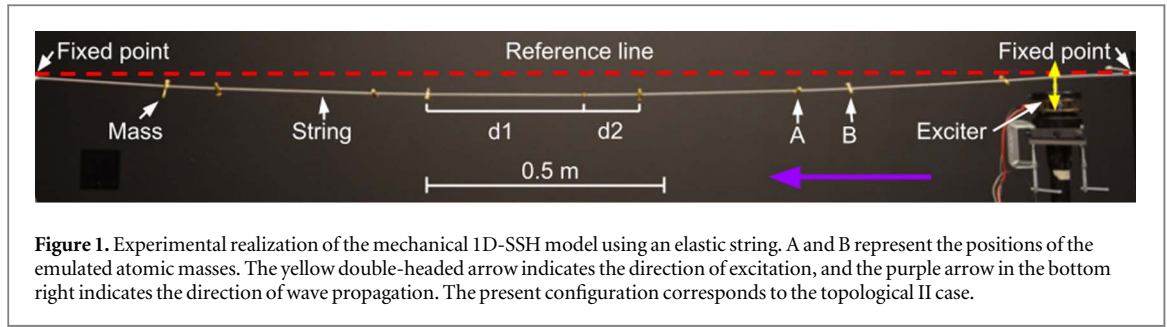 Fixed point
Reference line
Fixed point
Mass
String
d1
d2
A
B
Exciter
0.5 m
Figure 1. Experimental realization of the mechanical 1D-SSH model using an elastic string. A and B represent the positions of the
emulated atomic masses. The yellow double-headed arrow indicates the direction of excitation, and the purple arrow in the bottom
right indicates the direction of wave propagation. The present configuration corresponds to the topological II case.